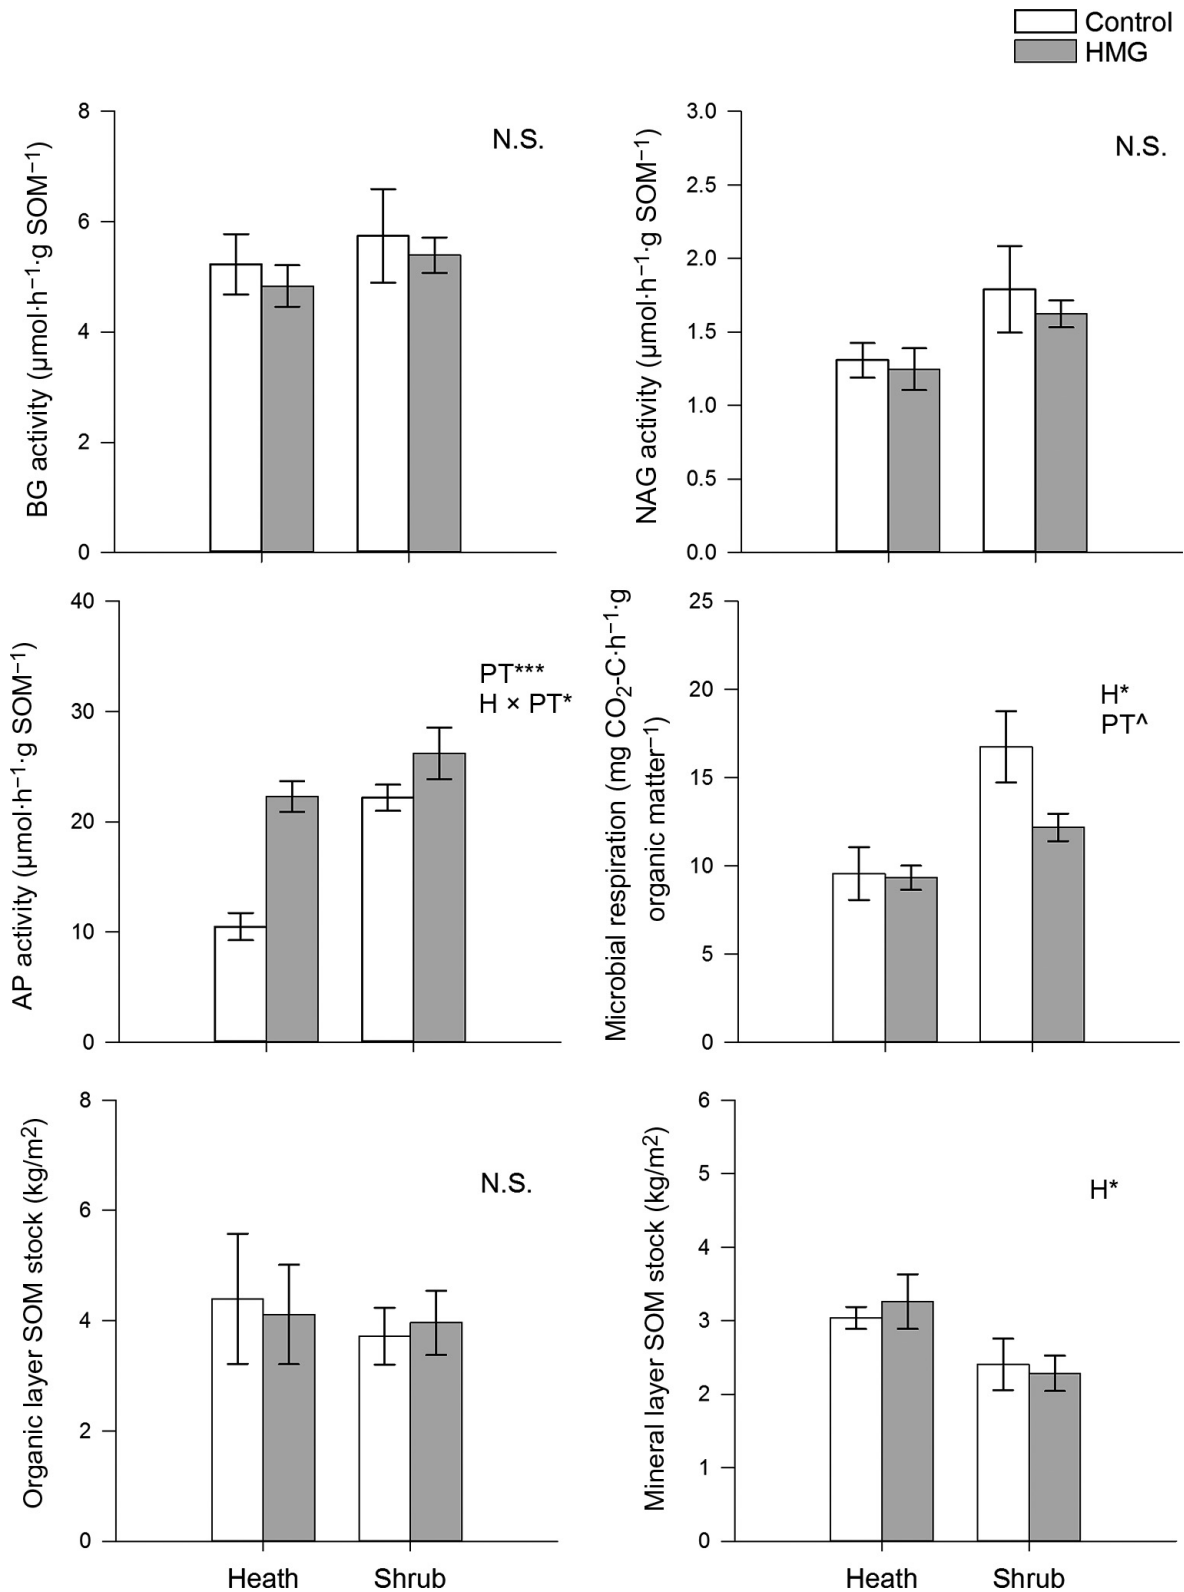 Control
HMG
BG activity (µmol·h⁻¹·g SOM⁻¹)
8
6
4
2
0
N.S.
NAG activity (µmol·h⁻¹·g SOM⁻¹)
3.0
2.5
2.0
1.5
1.0
0.5
0.0
N.S.
AP activity (µmol·h⁻¹·g SOM⁻¹)
40
30
20
10
0
PT***
H × PT*
Microbial respiration (mg CO₂-C·h⁻¹·g
organic matter⁻¹)
25
20
15
10
5
0
H*
PT^
Organic layer SOM stock (kg/m²)
8
6
4
2
0
N.S.
Heath Shrub
Mineral layer SOM stock (kg/m²)
6
5
4
3
2
1
0
H*
Heath Shrub